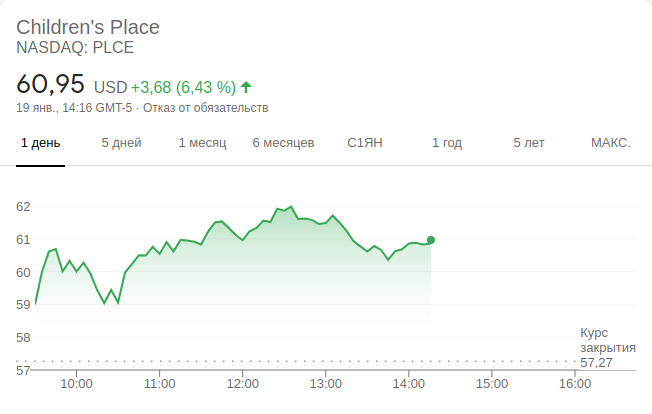 Children's Place
NASDAQ: PLCE
60,95 USD +3,68 (6,43 %)
19 янв., 14:16 GMT-5 · Отказ от обязательств
1 день 5 дней 1 месяц 6 месяцев С1ЯН 1 год 5 лет МАКС.
62
61
60
59
58
57
Курс
закрытия
57,27
10:00 11:00 12:00 13:00 14:00 15:00 16:00